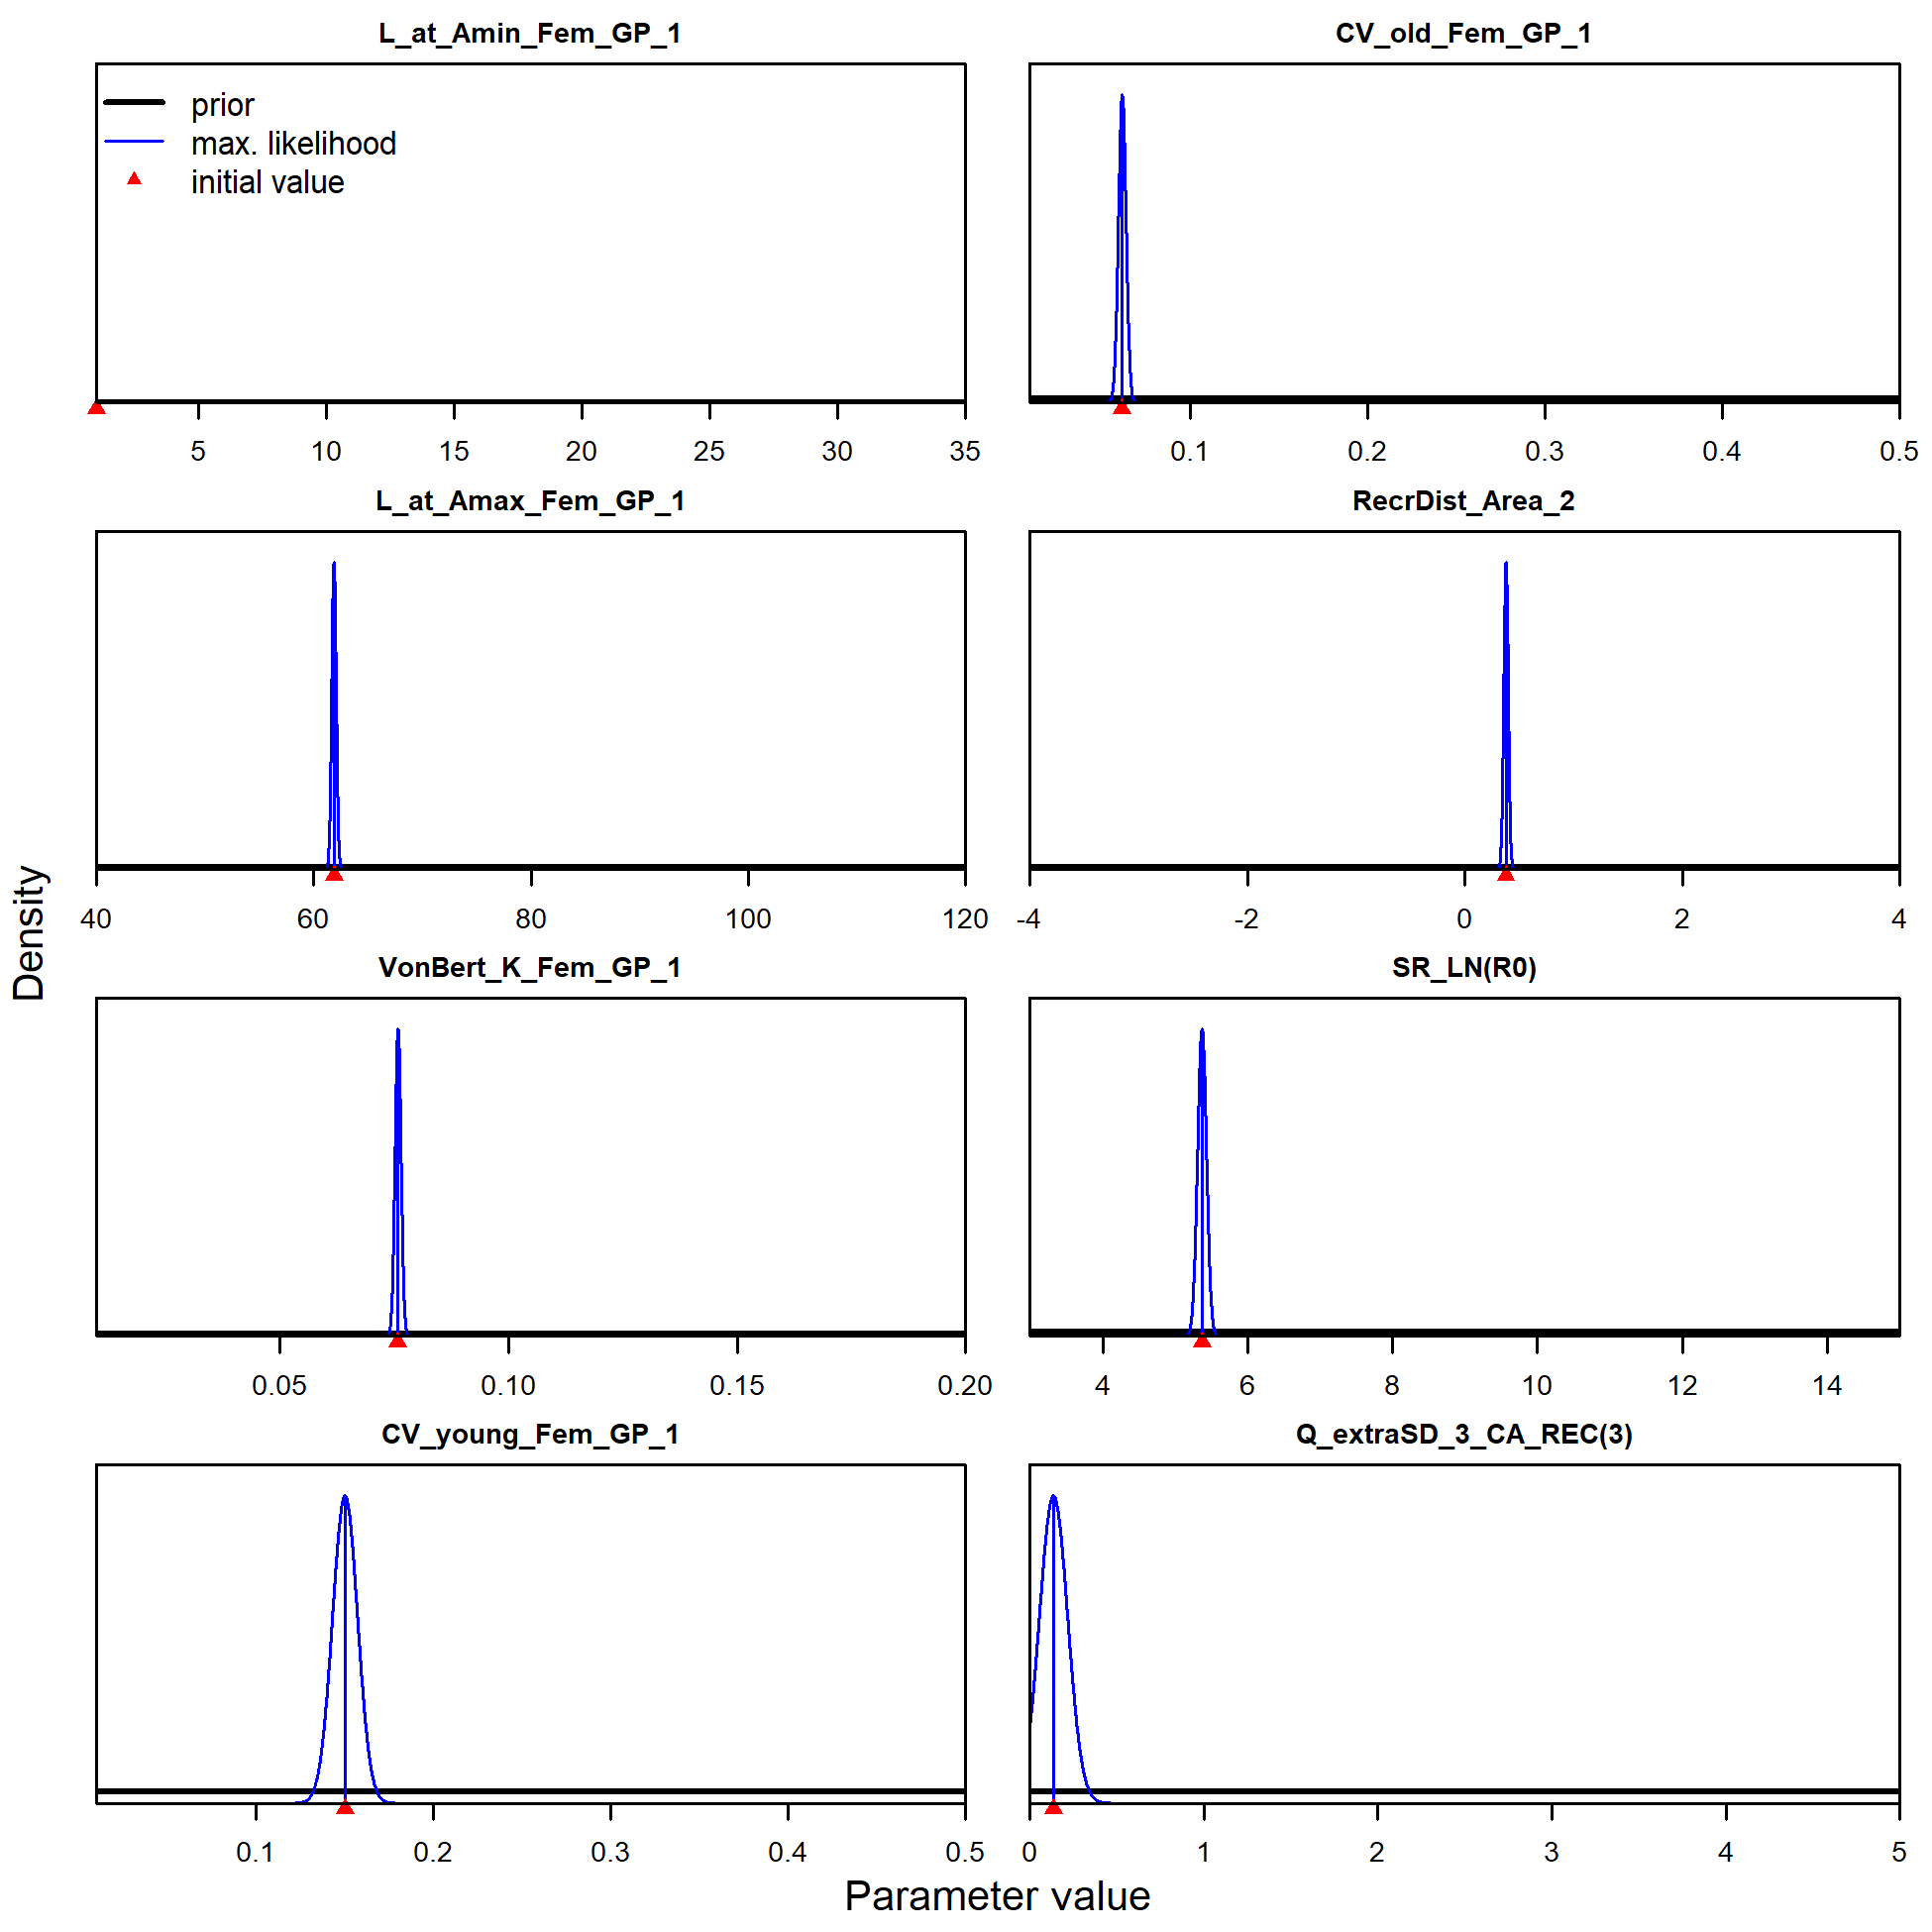 L_at_Amin_Fem_GP_1
prior
max. likelihood
initial value
5 10 15 20 25 30 35
CV_old_Fem_GP_1
0.1 0.2 0.3 0.4 0.5
L_at_Amax_Fem_GP_1
40 60 80 100 120
RecrDist_Area_2
-4 -2 0 2 4
VonBert_K_Fem_GP_1
0.05 0.10 0.15 0.20
SR_LN(R0)
4 6 8 10 12 14
CV_young_Fem_GP_1
0.1 0.2 0.3 0.4 0.5
Q_extraSD_3_CA_REC(3)
0 1 2 3 4 5
Density
Parameter value